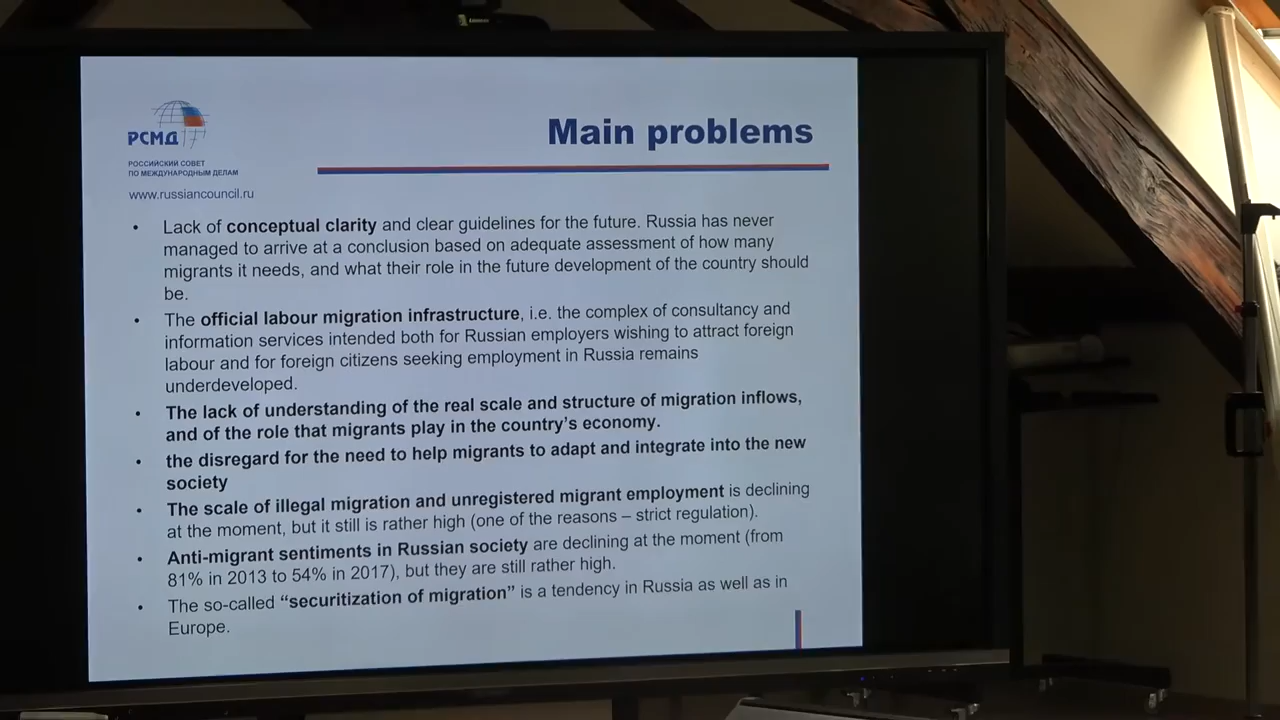 РСМД
РОССИЙСКИЙ СОВЕТ
ПО МЕЖДУНАРОДНЫМ ДЕЛАМ
www.russiancouncil.ru
Main problems
• Lack of conceptual clarity and clear guidelines for the future. Russia has never
managed to arrive at a conclusion based on adequate assessment of how many
migrants it needs, and what their role in the future development of the country should
be.
• The official labour migration infrastructure, i.e. the complex of consultancy and
information services intended both for Russian employers wishing to attract foreign
labour and for foreign citizens seeking employment in Russia remains
underdeveloped.
• The lack of understanding of the real scale and structure of migration inflows,
and of the role that migrants play in the country’s economy.
• the disregard for the need to help migrants to adapt and integrate into the new
society
• The scale of illegal migration and unregistered migrant employment is declining
at the moment, but it still is rather high (one of the reasons – strict regulation).
• Anti-migrant sentiments in Russian society are declining at the moment (from
81% in 2013 to 54% in 2017), but they are still rather high.
• The so-called “securitization of migration” is a tendency in Russia as well as in
Europe.